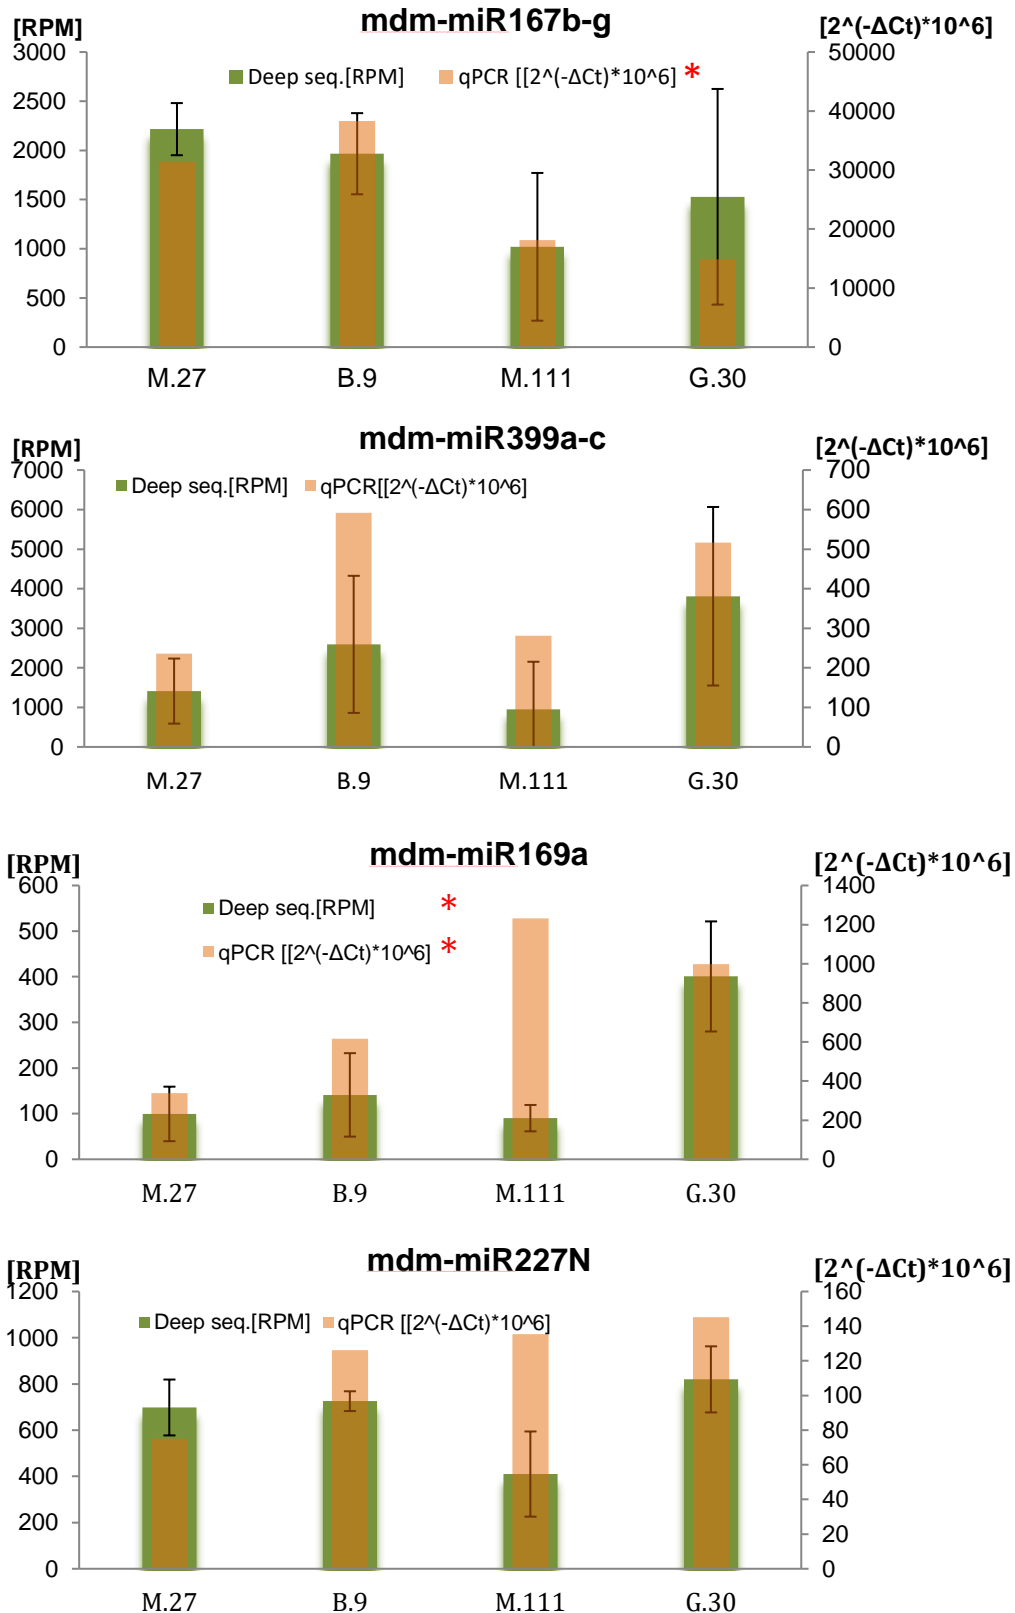 mdm-miR167b-g
[RPM] [2^(-ΔCt)*10^6]
Deep seq.[RPM] qPCR [[2^(-ΔCt)*10^6] *
3000 50000
2500 40000
2000 30000
1500
1000 20000
500 10000
0 0
M.27 B.9 M.111 G.30
mdm-miR399a-c
[RPM] [2^(-ΔCt)*10^6]
7000 700
Deep seq.[RPM] qPCR[[2^(-ΔCt)*10^6]
6000 600
5000 500
4000 400
3000 300
2000 200
1000 100
0 0
M.27 B.9 M.111 G.30
mdm-miR169a
[RPM] [2^(-ΔCt)*10^6]
600 1400
Deep seq.[RPM] *
500 1200
qPCR [[2^(-ΔCt)*10^6] *
400 1000
300 800
200 600
100 400
200
0 0
M.27 B.9 M.111 G.30
mdm-miR227N
[RPM] [2^(-ΔCt)*10^6]
1200 160
Deep seq.[RPM] qPCR [[2^(-ΔCt)*10^6]
1000 140
800 120
600 100
400 80
200 60
40
20
0 0
M.27 B.9 M.111 G.30